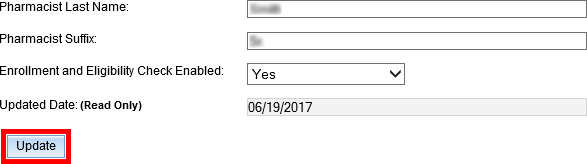 Pharmacist Last Name:
Pharmacist Suffix:
Enrollment and Eligibility Check Enabled: Yes
Updated Date: (Read Only) 06/19/2017
Update